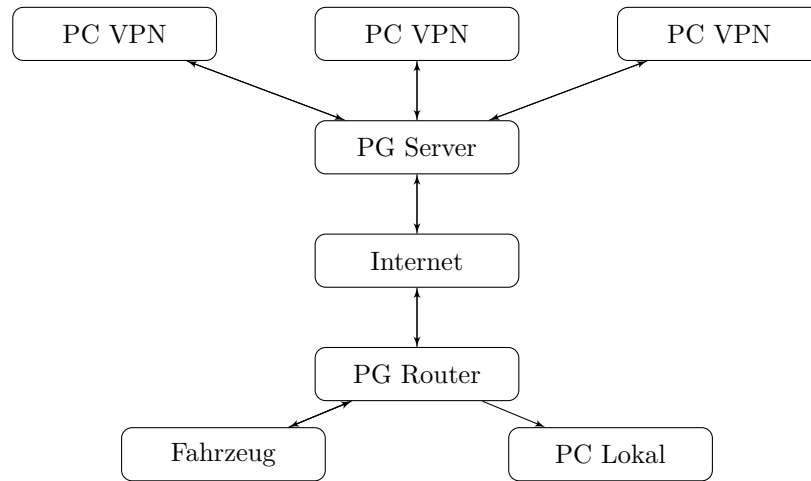 PC VPN
PC VPN
PC VPN
PG Server
Internet
PG Router
Fahrzeug
PC Lokal